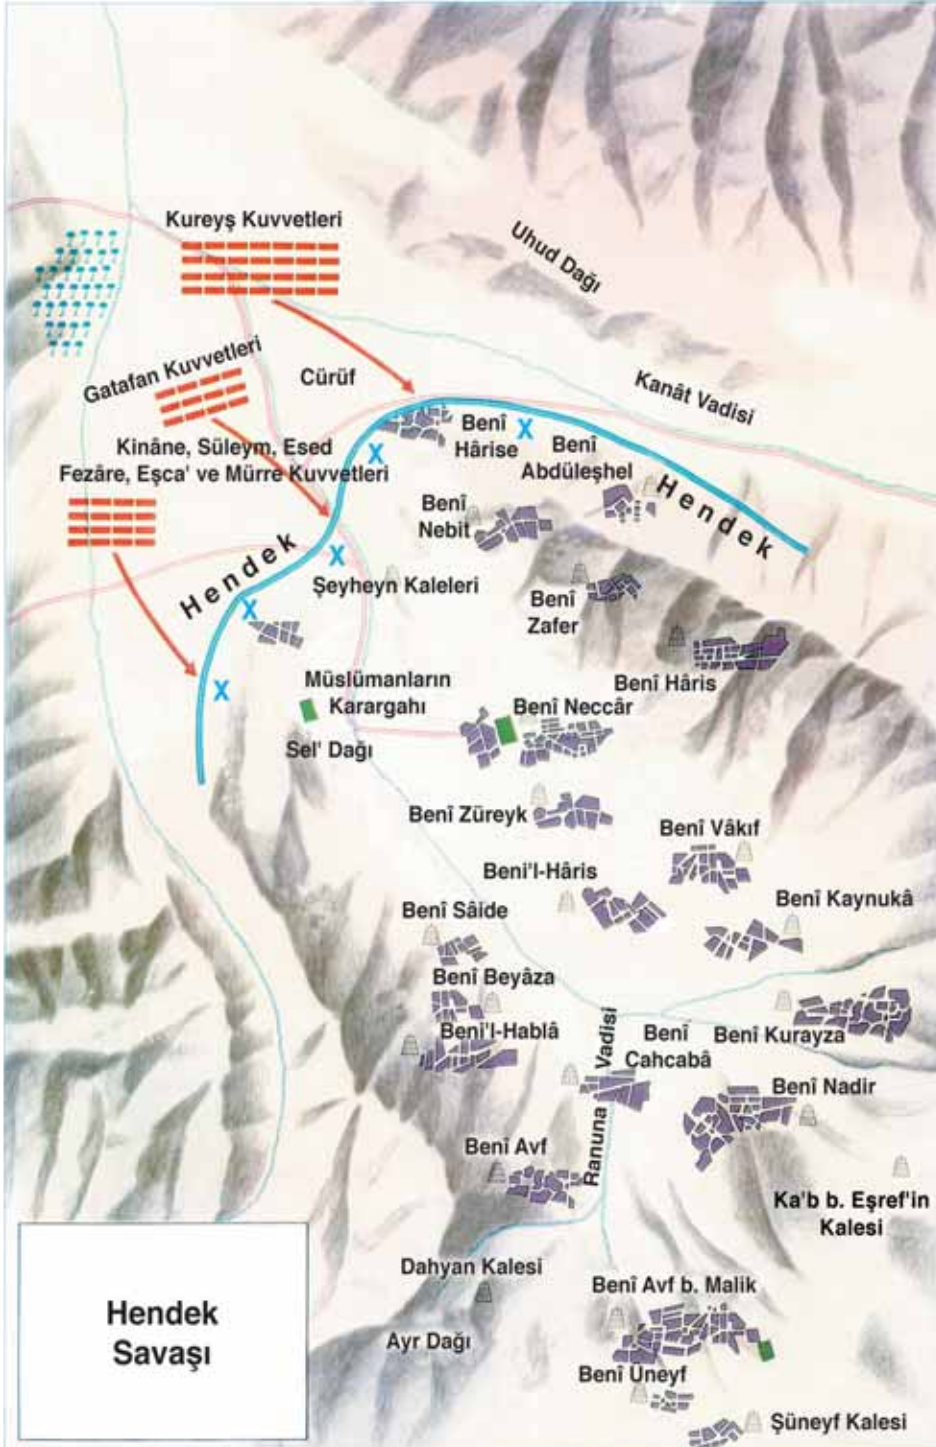 Kureyş Kuvvetleri
Uhud Dağı
Gatafan Kuvvetleri
Cürüf
Kanât Vadisi
Kinâne, Süleym, Esed
Fezâre, Eşca' ve Mürre Kuvvetleri
Benî
Hârise
Benî
Abdüleşhel
Hendek
Benî
Nebit
Hendek
Şeyheyn Kaleleri
Benî
Zafer
Benî Hâris
Müslümanların
Karargahı
Benî Neccâr
Sel' Dağı
Benî Züreyk
Benî Vâkıf
Beni'l-Hâris
Benî Kaynukâ
Benî Sâide
Benî Beyâza
Beni'l-Hablâ
Ranuna Vadisi
Benî
Cahcabâ
Benî Kurayza
Benî Nadir
Benî Avf
Ka'b b. Eşref'in
Kalesi
Dahyan Kalesi
Benî Avf b. Malik
Ayr Dağı
Benî Üneyf
Şüneyf Kalesi
Hendek
Savaşı